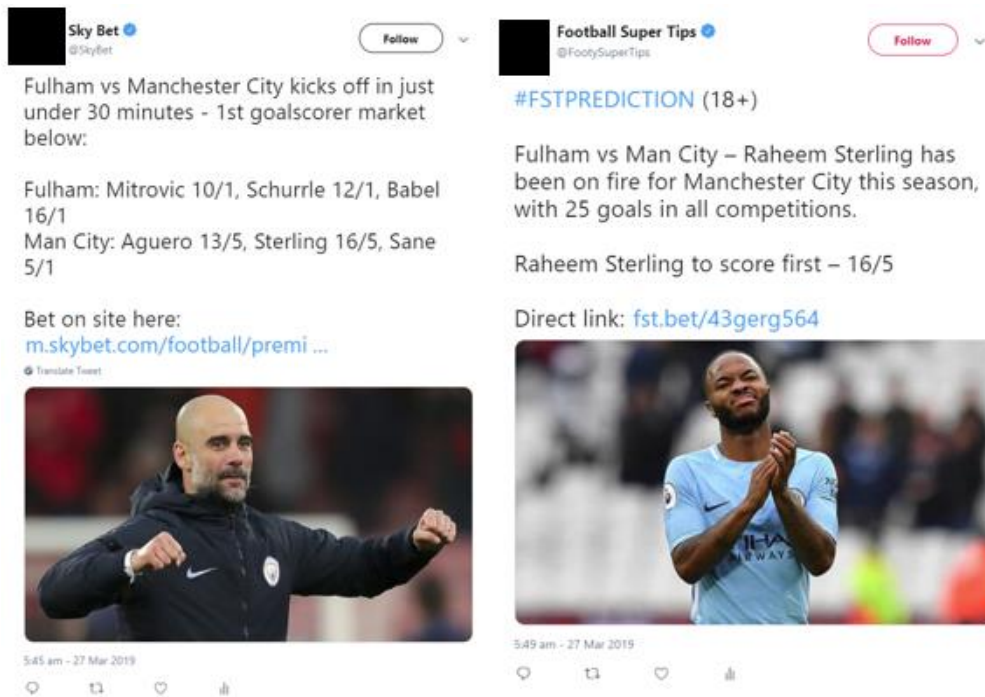 Sky Bet
@SkyBet
Follow
Fulham vs Manchester City kicks off in just
under 30 minutes - 1st goalscorer market
below:
Fulham: Mitrovic 10/1, Schurrle 12/1, Babel
16/1
Man City: Aguero 13/5, Sterling 16/5, Sane
5/1
Bet on site here:
m.skybet.com/football/premi ...
Translate Tweet
5:45 am - 27 Mar 2019
Football Super Tips
@FootySuperTips
Follow
#FSTPREDICTION (18+)
Fulham vs Man City – Raheem Sterling has
been on fire for Manchester City this season,
with 25 goals in all competitions.
Raheem Sterling to score first – 16/5
Direct link: fst.bet/43gerg564
5:49 am - 27 Mar 2019